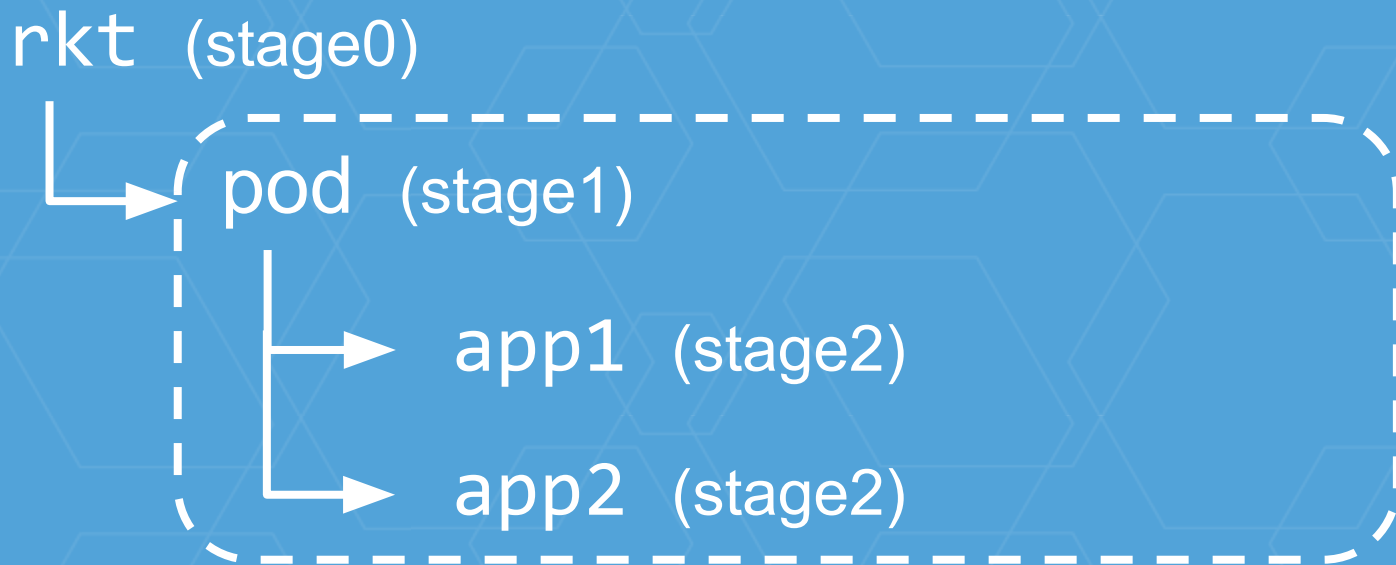 rkt (stage0)
pod (stage1)
app1 (stage2)
app2 (stage2)